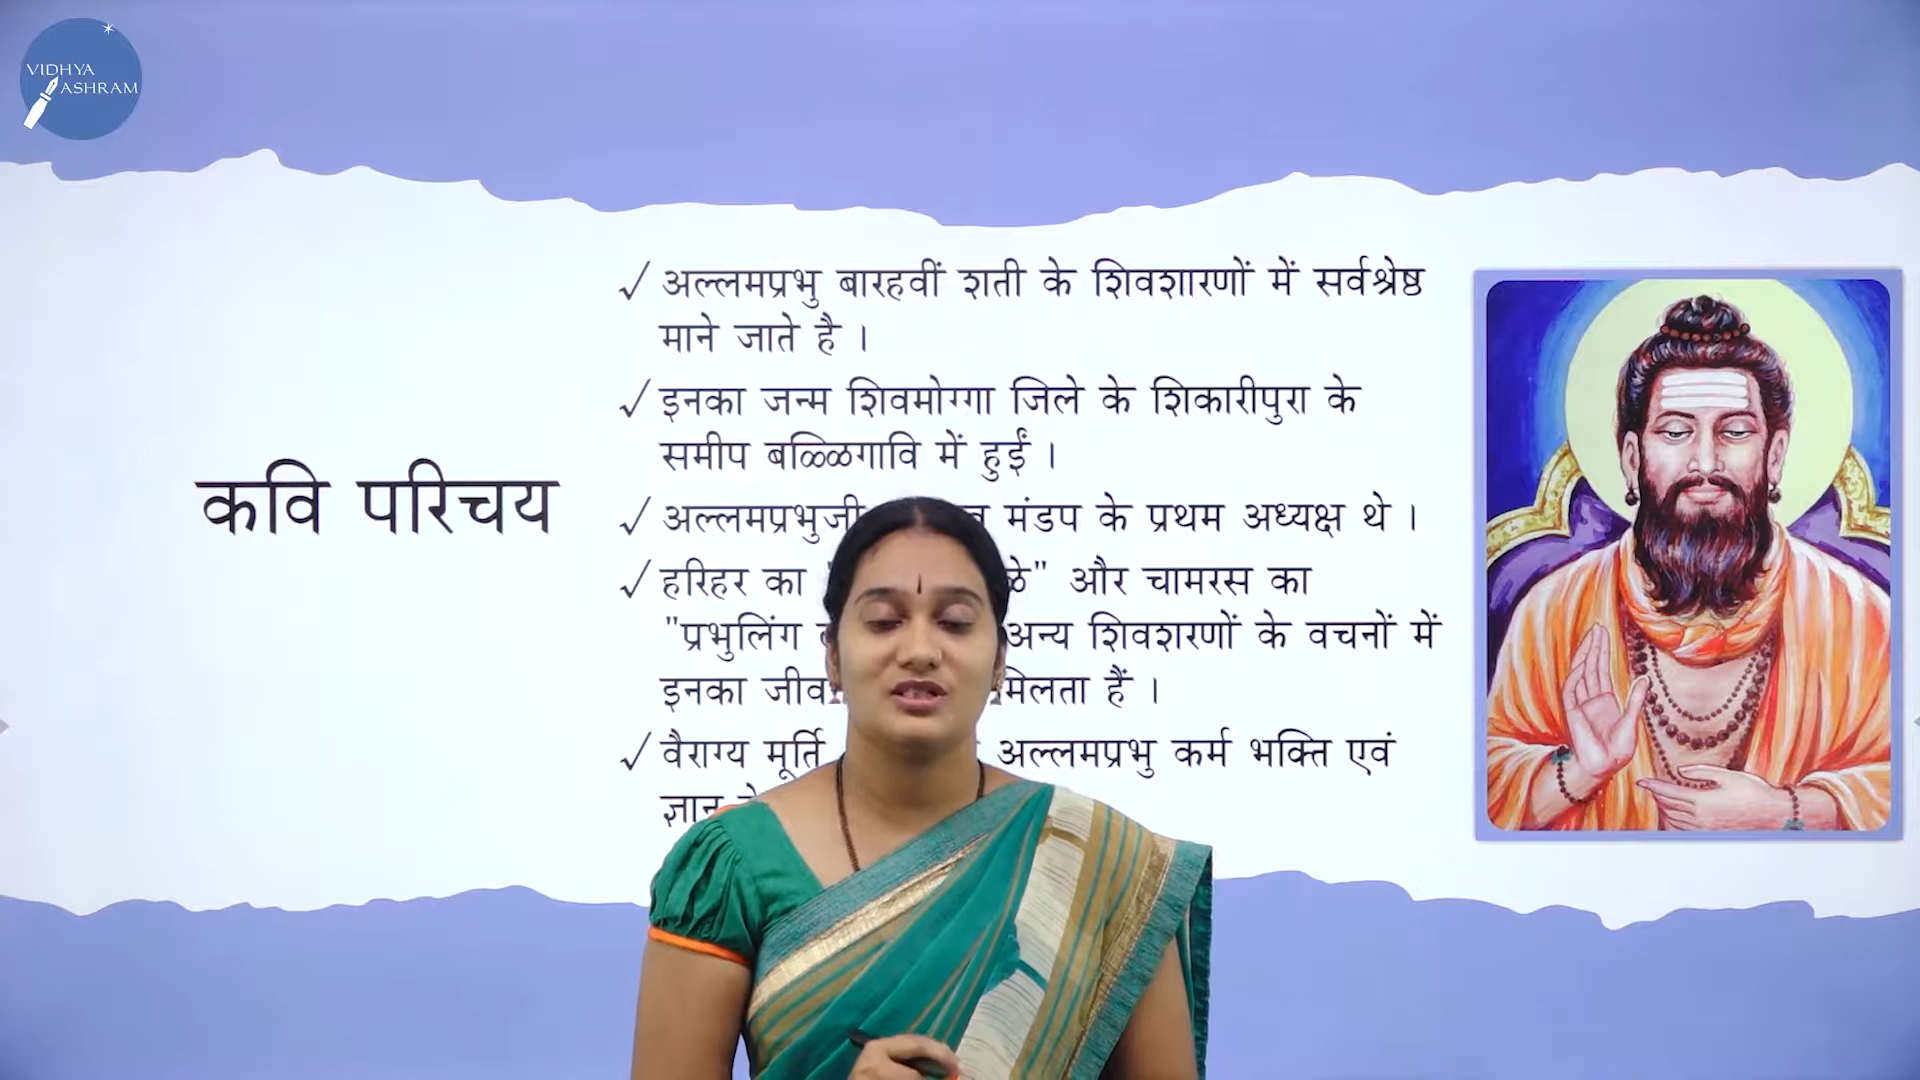 VIDHYA
ASHRAM
कवि परिचय
✓ अल्लमप्रभु बारहवीं शती के शिवशारणों में सर्वश्रेष्ठ
माने जाते है ।
✓ इनका जन्म शिवमोग्गा जिले के शिकारीपुरा के
समीप बळ्ळिगावि में हुईं ।
✓ अल्लमप्रभुजी मंडप के प्रथम अध्यक्ष थे ।
✓ हरिहर का " " और चामरस का
"प्रभुलिंग अन्य शिवशरणों के वचनों में
इनका मिलता हैं ।
✓ वैराग्य मूर्ति अल्लमप्रभु कर्म भक्ति एवं
ज्ञान